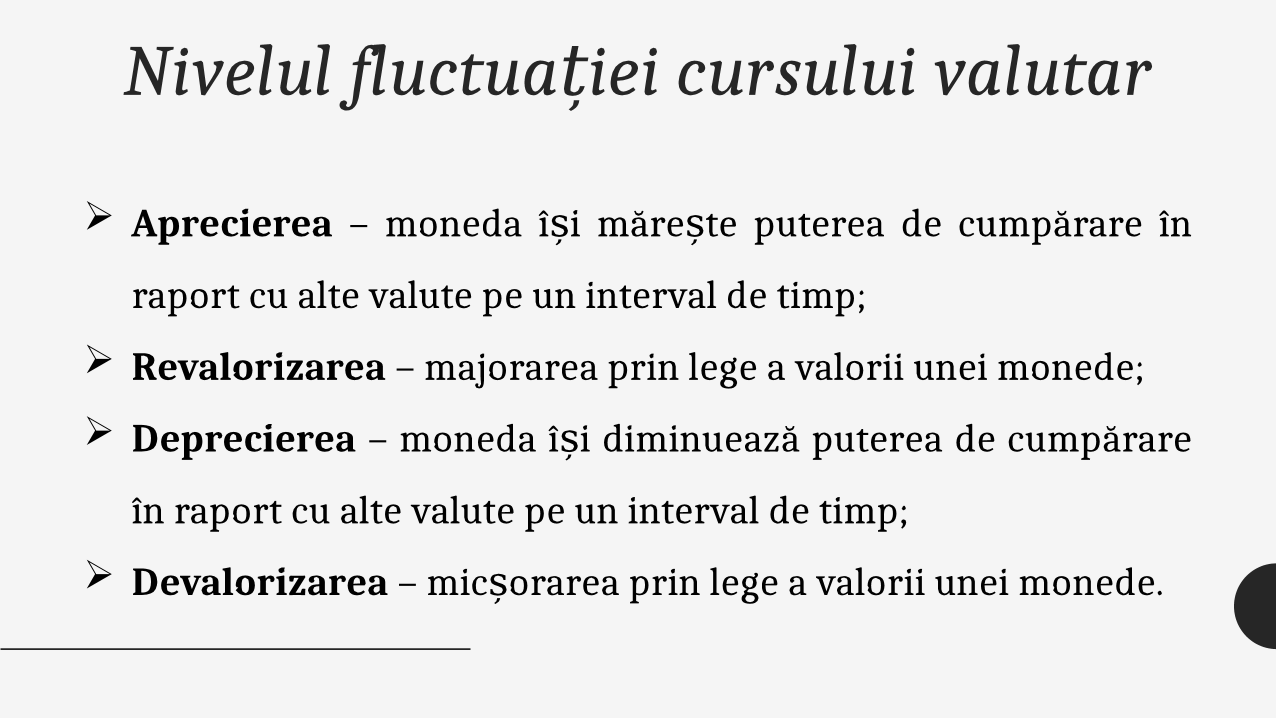 Nivelul fluctuației cursului valutar
➢ Aprecierea – moneda își mărește puterea de cumpărare în
raport cu alte valute pe un interval de timp;
➢ Revalorizarea – majorarea prin lege a valorii unei monede;
➢ Deprecierea – moneda își diminuează puterea de cumpărare
în raport cu alte valute pe un interval de timp;
➢ Devalorizarea – micșorarea prin lege a valorii unei monede.